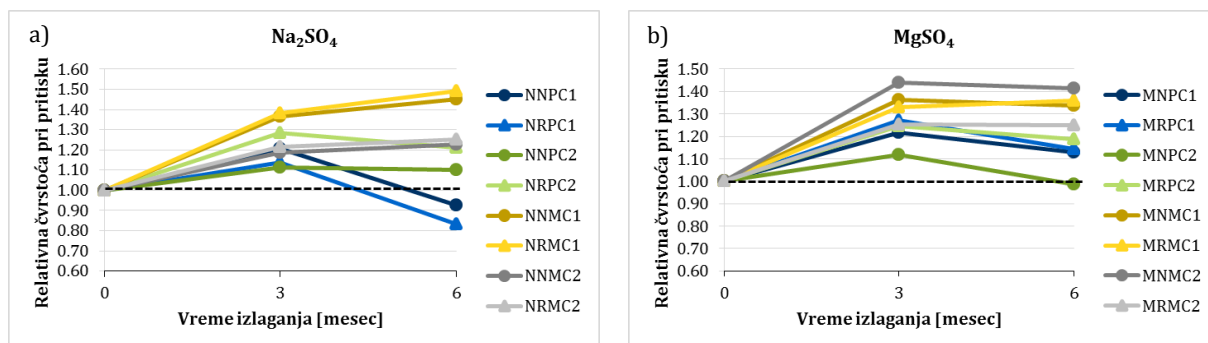 a)
Na₂SO₄
Relativna čvrstoća pri pritisku
1.60
1.50
1.40
1.30
1.20
1.10
1.00
0.90
0.80
0.70
0.60
0
3
6
Vreme izlaganja [mesec]
NNPC1
NRPC1
NNPC2
NRPC2
NNMC1
NRMC1
NNMC2
NRMC2
b)
MgSO₄
Relativna čvrstoća pri pritisku
1.50
1.40
1.30
1.20
1.10
1.00
0.90
0.80
0.70
0.60
0
3
6
Vreme izlaganja [mesec]
MNPC1
MRPC1
MNPC2
MRPC2
MNMC1
MRMC1
MNMC2
MRMC2